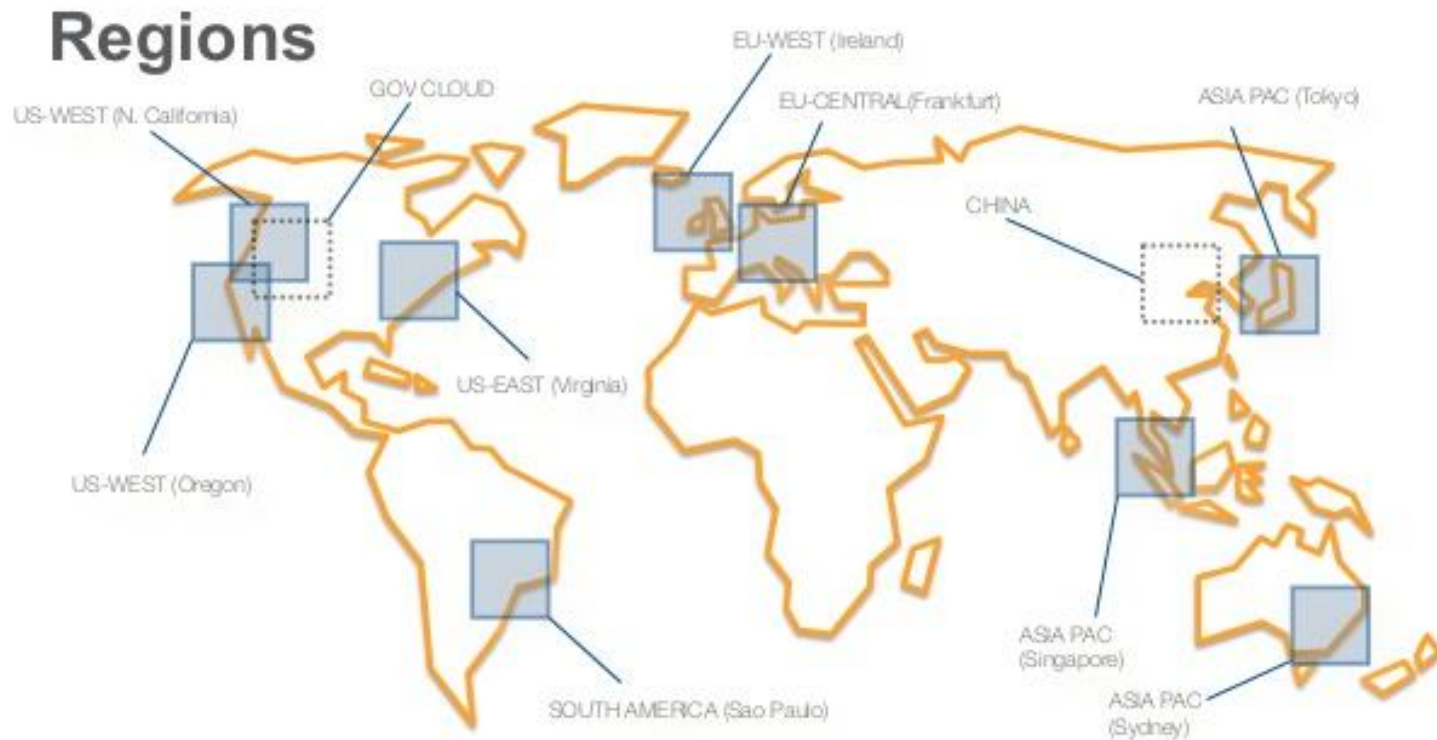 Regions
EU-WEST (Ireland)
GOV CLOUD
EU-CENTRAL(Frankfurt)
ASIA PAC (Tokyo)
US-WEST (N. California)
CHINA
US-EAST (Virginia)
US-WEST (Oregon)
ASIA PAC
(Singapore)
SOUTH AMERICA (Sao Paulo)
ASIA PAC
(Sydney)